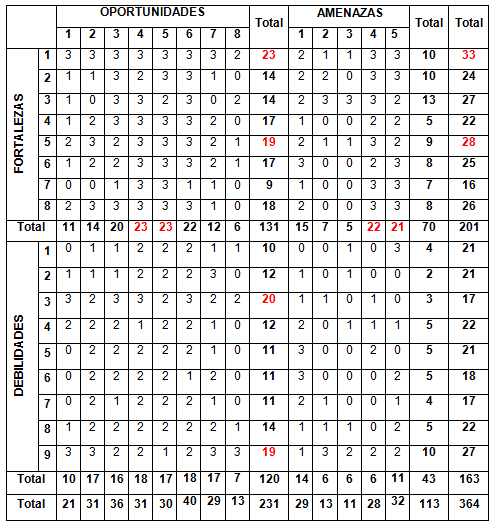 OPORTUNIDADES Total AMENAZAS Total Total
1 2 3 4 5 6 7 8 1 2 3 4 5
FORTALEZAS
1 3 3 3 3 3 3 3 2 23 2 1 1 3 3 10 33
2 1 1 3 2 3 3 1 0 14 2 2 0 3 3 10 24
3 1 0 3 3 2 3 0 2 14 2 3 3 3 2 13 27
4 1 2 3 3 3 3 2 0 17 1 0 0 2 2 5 22
5 2 3 2 3 3 3 2 1 19 2 1 1 3 2 9 28
6 1 2 2 3 3 3 2 1 17 3 0 0 2 3 8 25
7 0 0 1 3 3 1 1 0 9 1 0 0 3 3 7 16
8 2 3 3 3 3 3 1 0 18 2 0 0 3 3 8 26
Total 11 14 20 23 23 22 12 6 131 15 7 5 22 21 70 201
DEBILIDADES
1 0 1 1 2 2 2 1 1 10 0 0 1 0 3 4 21
2 1 1 1 2 2 2 3 0 12 1 0 1 0 0 2 21
3 3 2 3 3 2 3 2 2 20 1 1 0 1 0 3 17
4 2 2 2 1 2 2 1 0 12 2 0 1 1 1 5 22
5 0 2 2 2 2 2 1 0 11 3 0 0 2 0 5 21
6 0 2 2 2 2 1 2 0 11 3 0 0 0 2 5 18
7 0 2 1 2 2 2 1 0 11 2 1 0 0 1 4 17
8 1 2 2 2 2 2 2 1 14 1 1 1 0 2 5 22
9 3 3 2 2 1 2 3 3 19 1 3 2 2 2 10 27
Total 10 17 16 18 17 18 17 7 120 14 6 6 6 11 43 163
Total 21 31 36 31 30 40 29 13 231 29 13 11 28 32 113 364